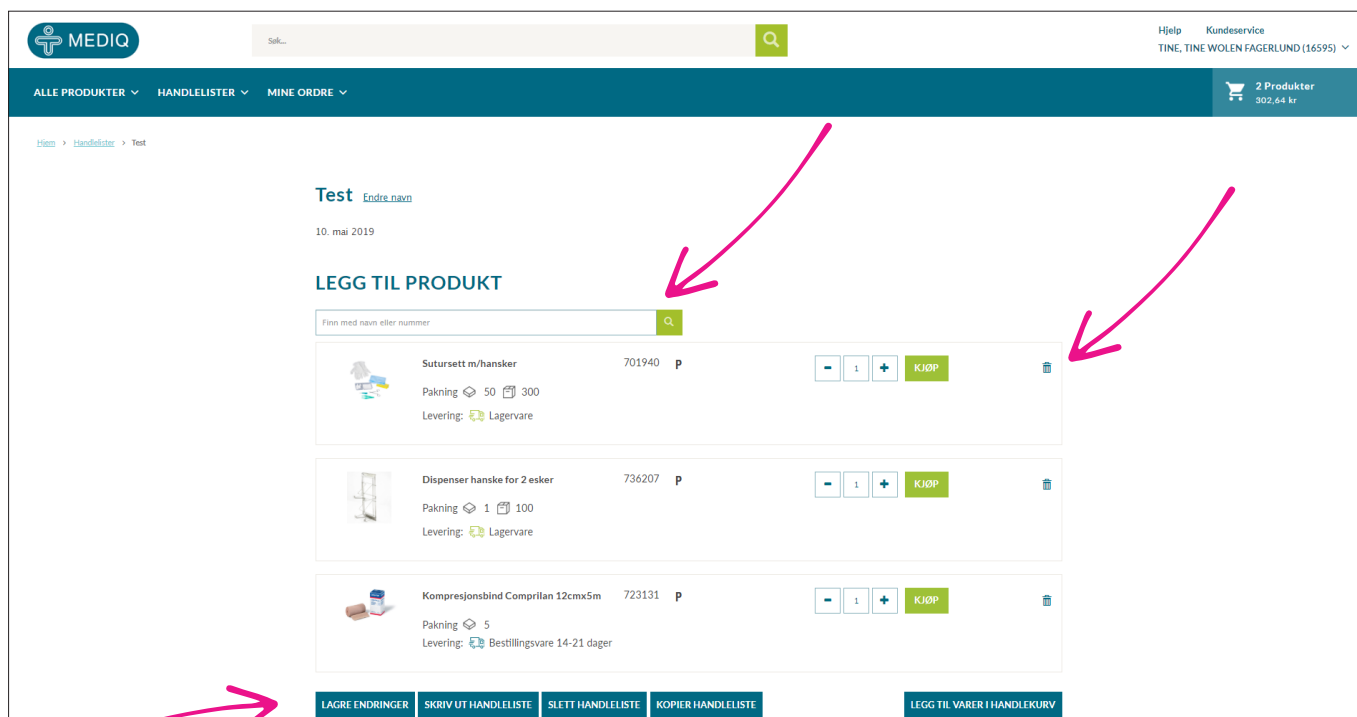 MEDIQ
Søk...
Hjelp Kundeservice
TINE, TINE WOLEN FAGERLUND (16595)
ALLE PRODUKTER HANDLELISTER MINE ORDRE
2 Produkter
302,64 kr
Hjem > Handlelister > Test
Test Endre navn
10. mai 2019
LEGG TIL PRODUKT
Finn med navn eller nummer
Sutursett m/hansker 701940 P
- 1 + KJØP
Pakning 50 300
Levering: Lagervare
Dispenser hanske for 2 esker 736207 P
- 1 + KJØP
Pakning 1 100
Levering: Lagervare
Kompresjonsbind Comprilan 12cmx5m 723131 P
- 1 + KJØP
Pakning 5
Levering: Bestillingsvare 14-21 dager
LAGRE ENDRINGER SKRIV UT HANDLELISTE SLETT HANDLELISTE KOPIER HANDLELISTE LEGG TIL VARER I HANDLEKURV